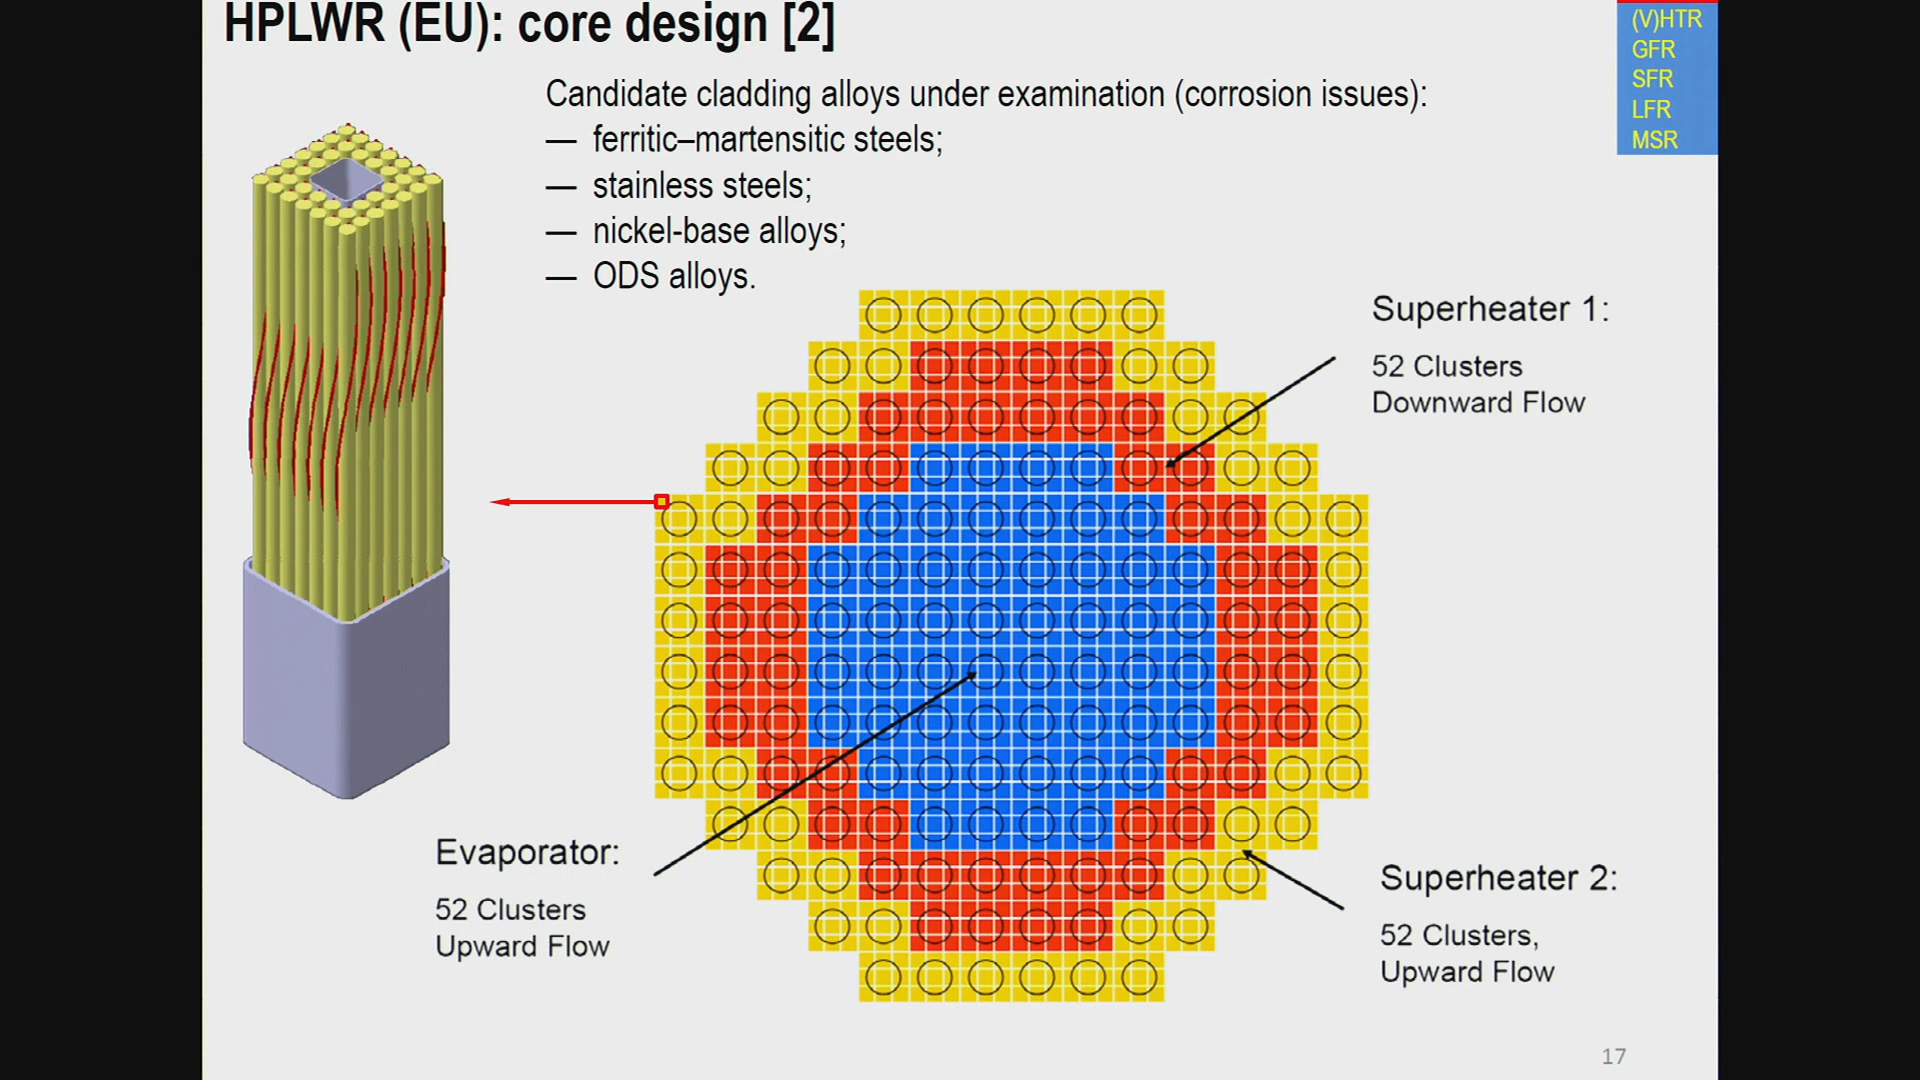 HPLWR (EU): core design [2]
(V)HTR
GFR
SFR
LFR
MSR
Candidate cladding alloys under examination (corrosion issues):
— ferritic–martensitic steels;
— stainless steels;
— nickel-base alloys;
— ODS alloys.
Superheater 1:
52 Clusters
Downward Flow
Evaporator:
52 Clusters
Upward Flow
Superheater 2:
52 Clusters,
Upward Flow
17